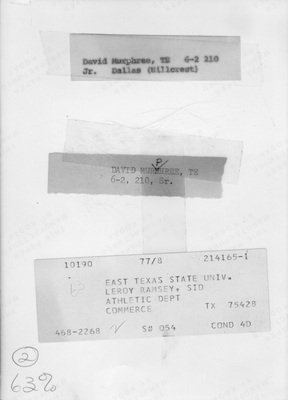 David Murphree, TE   6-2 210
Jr.   Dallas (Hillcrest)
P
DAVID MURPHREE, TE
6-2, 210, Sr.
10190 77/8 214165-1
EAST TEXAS STATE UNIV.
LEROY RAMSEY, SID
ATHLETIC DEPT
COMMERCE TX 75428
468-2268 S# 054 COND 4D
2
63%